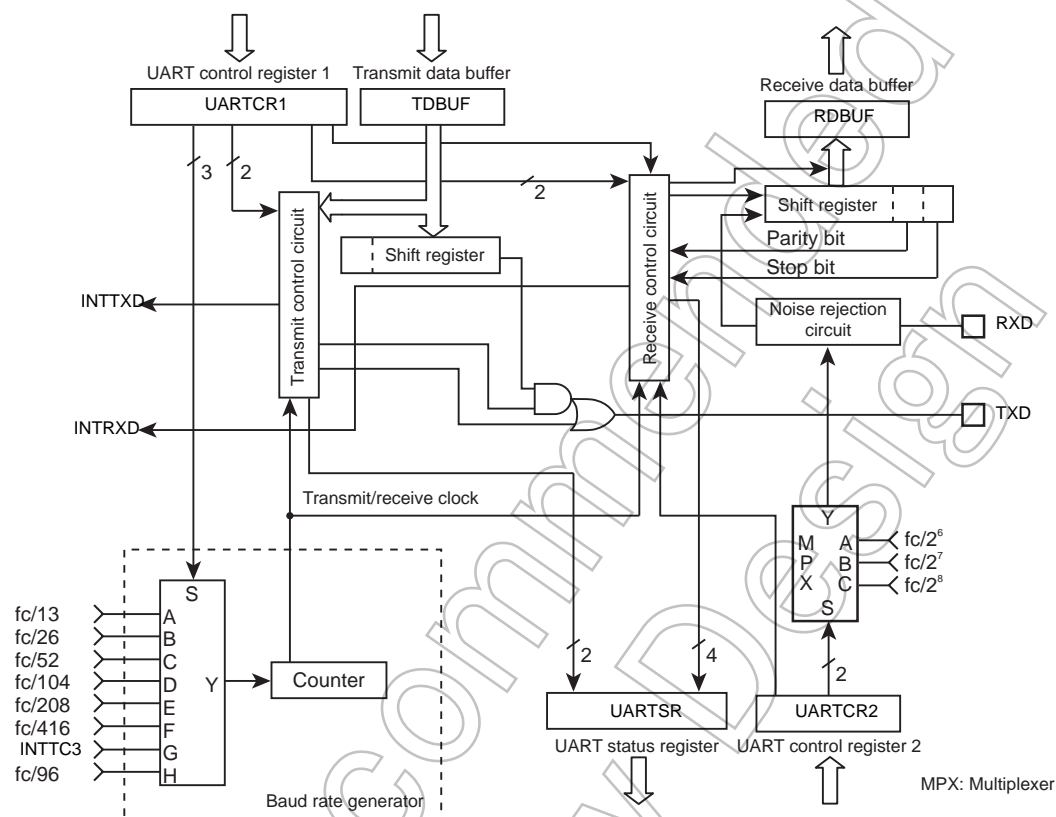 UART control register 1
Transmit data buffer
Receive data buffer
UARTCR1
TDBUF
RDBUF
3
2
2
Transmit control circuit
Receive control circuit
Shift register
Shift register
Parity bit
Stop bit
Noise rejection
circuit
INTTXD
RXD
TXD
INTRXD
Transmit/receive clock
S
A
B
C
D
E
F
G
H
Y
fc/13
fc/26
fc/52
fc/104
fc/208
fc/416
INTTC3
fc/96
Counter
Baud rate generator
Y
M
P
X
A
B
C
S
fc/2⁶
fc/2⁷
fc/2⁸
2
4
2
UARTSR
UARTCR2
UART status register
UART control register 2
MPX: Multiplexer
commended
Design